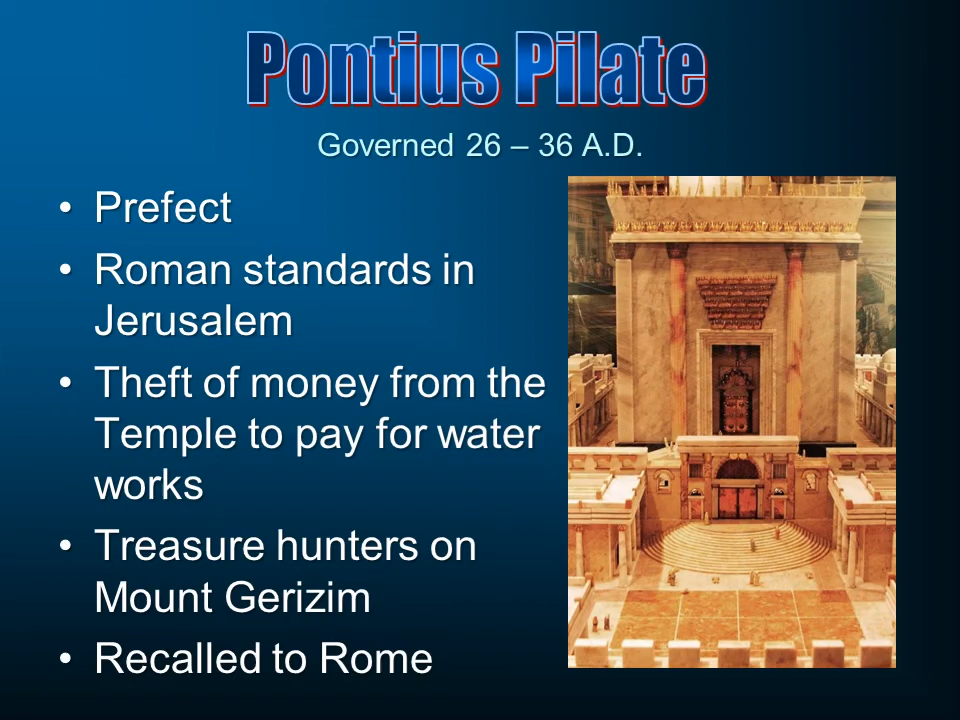 Pontius Pilate
Governed 26 – 36 A.D.
• Prefect
• Roman standards in
Jerusalem
• Theft of money from the
Temple to pay for water
works
• Treasure hunters on
Mount Gerizim
• Recalled to Rome